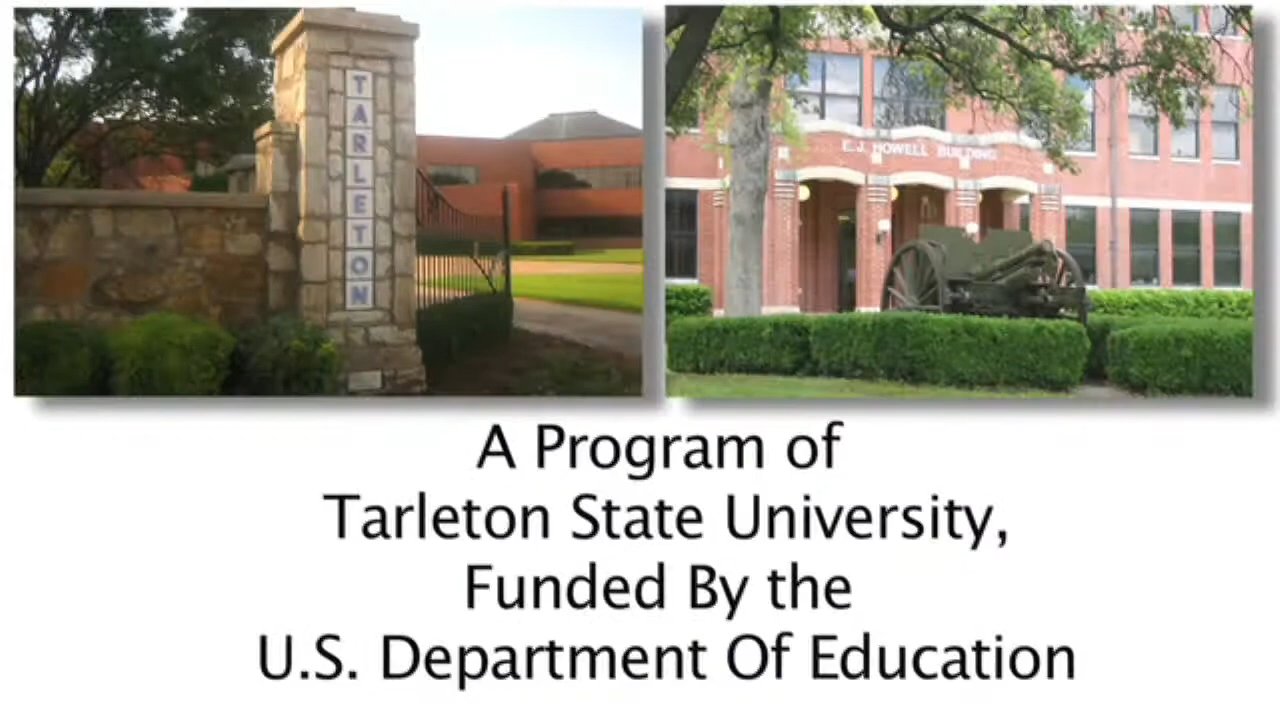 TARLETON
E.J. HOWELL BUILDING
A Program of
Tarleton State University,
Funded By the
U.S. Department Of Education